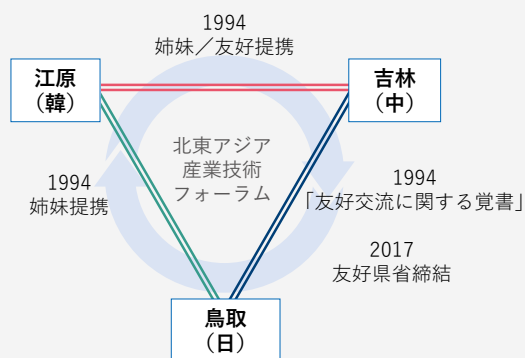 1994
姉妹／友好提携
江原
（韓）
吉林
（中）
北東アジア
産業技術
フォーラム
1994
姉妹提携
1994
「友好交流に関する覚書」
2017
友好県省締結
鳥取
（日）